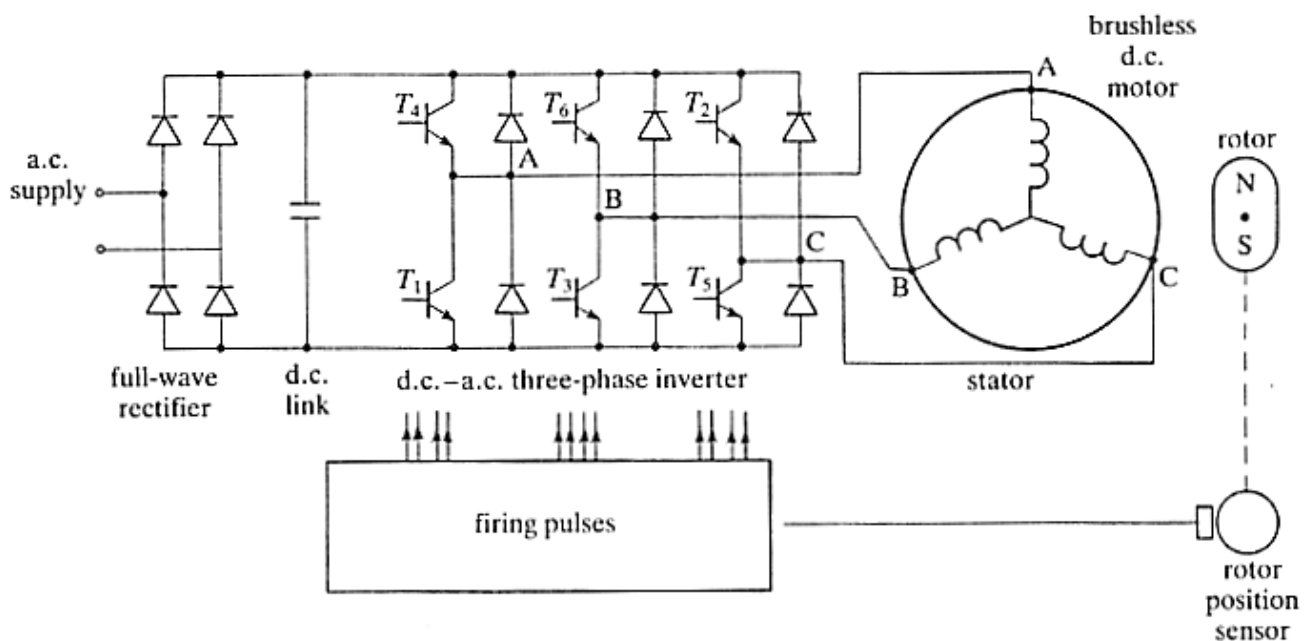 brushless
d.c.
motor
A
T4
T6
T2
rotor
a.c.
supply
A
N
B
S
C
T1
T3
T5
B
C
full-wave
rectifier
d.c.
link
d.c.–a.c. three-phase inverter
stator
firing pulses
rotor
position
sensor